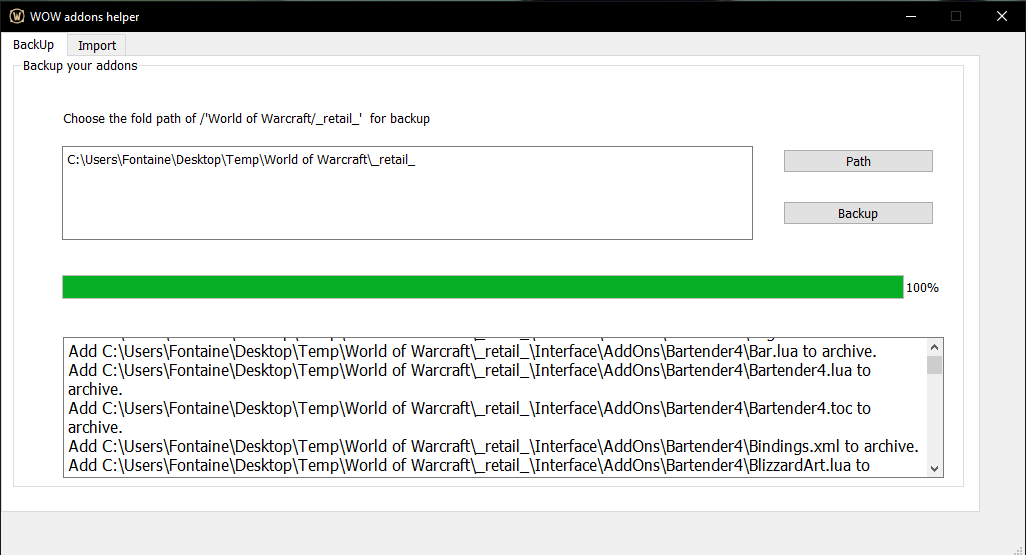 WOW addons helper
BackUp Import
Backup your addons
Choose the fold path of /'World of Warcraft/_retail_' for backup
C:\Users\Fontaine\Desktop\Temp\World of Warcraft\_retail_
Path
Backup
100%
Add C:\Users\Fontaine\Desktop\Temp\World of Warcraft\_retail_\Interface\AddOns\Bartender4\Bar.lua to archive.
Add C:\Users\Fontaine\Desktop\Temp\World of Warcraft\_retail_\Interface\AddOns\Bartender4\Bartender4.lua to
archive.
Add C:\Users\Fontaine\Desktop\Temp\World of Warcraft\_retail_\Interface\AddOns\Bartender4\Bartender4.toc to
archive.
Add C:\Users\Fontaine\Desktop\Temp\World of Warcraft\_retail_\Interface\AddOns\Bartender4\Bindings.xml to archive.
Add C:\Users\Fontaine\Desktop\Temp\World of Warcraft\_retail_\Interface\AddOns\Bartender4\BlizzardArt.lua to